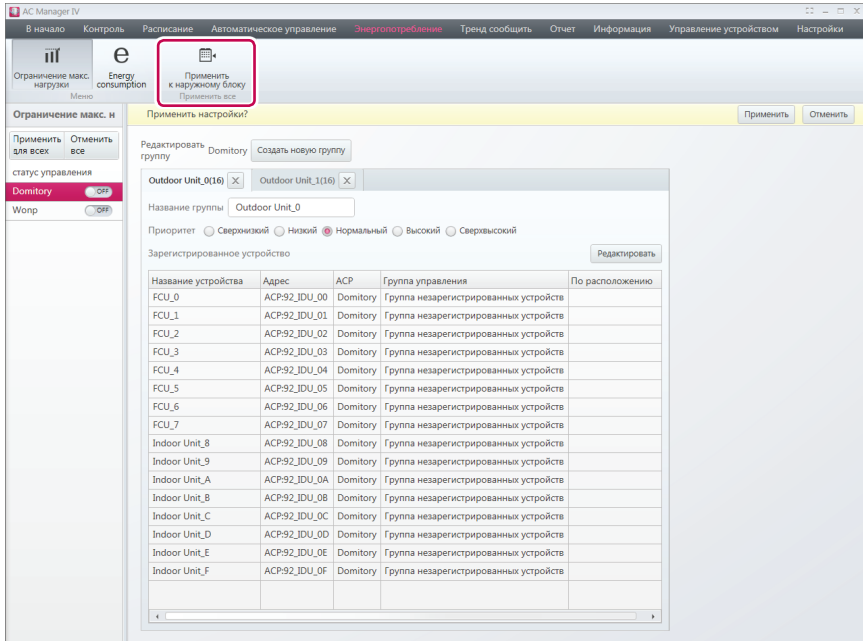 AC Manager IV
В начало Контроль Расписание Автоматическое управление Энергопотребление Тренд сообщить Отчет Информация Управление устройством Настройки
Ограничение макс. нагрузки
Energy consumption
Применить к наружному блоку
Меню Применить все
Ограничение макс. н
Применить настройки? Применить Отменить
Применить для всех
Отменить все
статус управления
Domitory OFF
Wonp OFF
Редактировать группу Domitory Создать новую группу
Outdoor Unit_0(16) X Outdoor Unit_1(16) X
Название группы Outdoor Unit_0
Приоритет Сверхнизкий Низкий Нормальный Высокий Сверхвысокий
Зарегистрированное устройство Редактировать
Название устройства Адрес ACP Группа управления По расположению
FCU_0 ACP:92_IDU_00 Domitory Группа незарегистрированных устройств
FCU_1 ACP:92_IDU_01 Domitory Группа незарегистрированных устройств
FCU_2 ACP:92_IDU_02 Domitory Группа незарегистрированных устройств
FCU_3 ACP:92_IDU_03 Domitory Группа незарегистрированных устройств
FCU_4 ACP:92_IDU_04 Domitory Группа незарегистрированных устройств
FCU_5 ACP:92_IDU_05 Domitory Группа незарегистрированных устройств
FCU_6 ACP:92_IDU_06 Domitory Группа незарегистрированных устройств
FCU_7 ACP:92_IDU_07 Domitory Группа незарегистрированных устройств
Indoor Unit_8 ACP:92_IDU_08 Domitory Группа незарегистрированных устройств
Indoor Unit_9 ACP:92_IDU_09 Domitory Группа незарегистрированных устройств
Indoor Unit_A ACP:92_IDU_0A Domitory Группа незарегистрированных устройств
Indoor Unit_B ACP:92_IDU_0B Domitory Группа незарегистрированных устройств
Indoor Unit_C ACP:92_IDU_0C Domitory Группа незарегистрированных устройств
Indoor Unit_D ACP:92_IDU_0D Domitory Группа незарегистрированных устройств
Indoor Unit_E ACP:92_IDU_0E Domitory Группа незарегистрированных устройств
Indoor Unit_F ACP:92_IDU_0F Domitory Группа незарегистрированных устройств